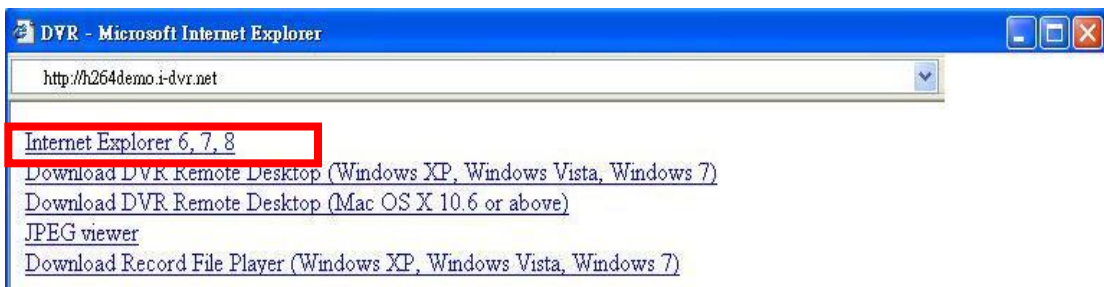 DVR - Microsoft Internet Explorer
http://h264demo.i-dvr.net
Internet Explorer 6, 7, 8
Download DVR Remote Desktop (Windows XP, Windows Vista, Windows 7)
Download DVR Remote Desktop (Mac OS X 10.6 or above)
JPEG viewer
Download Record File Player (Windows XP, Windows Vista, Windows 7)